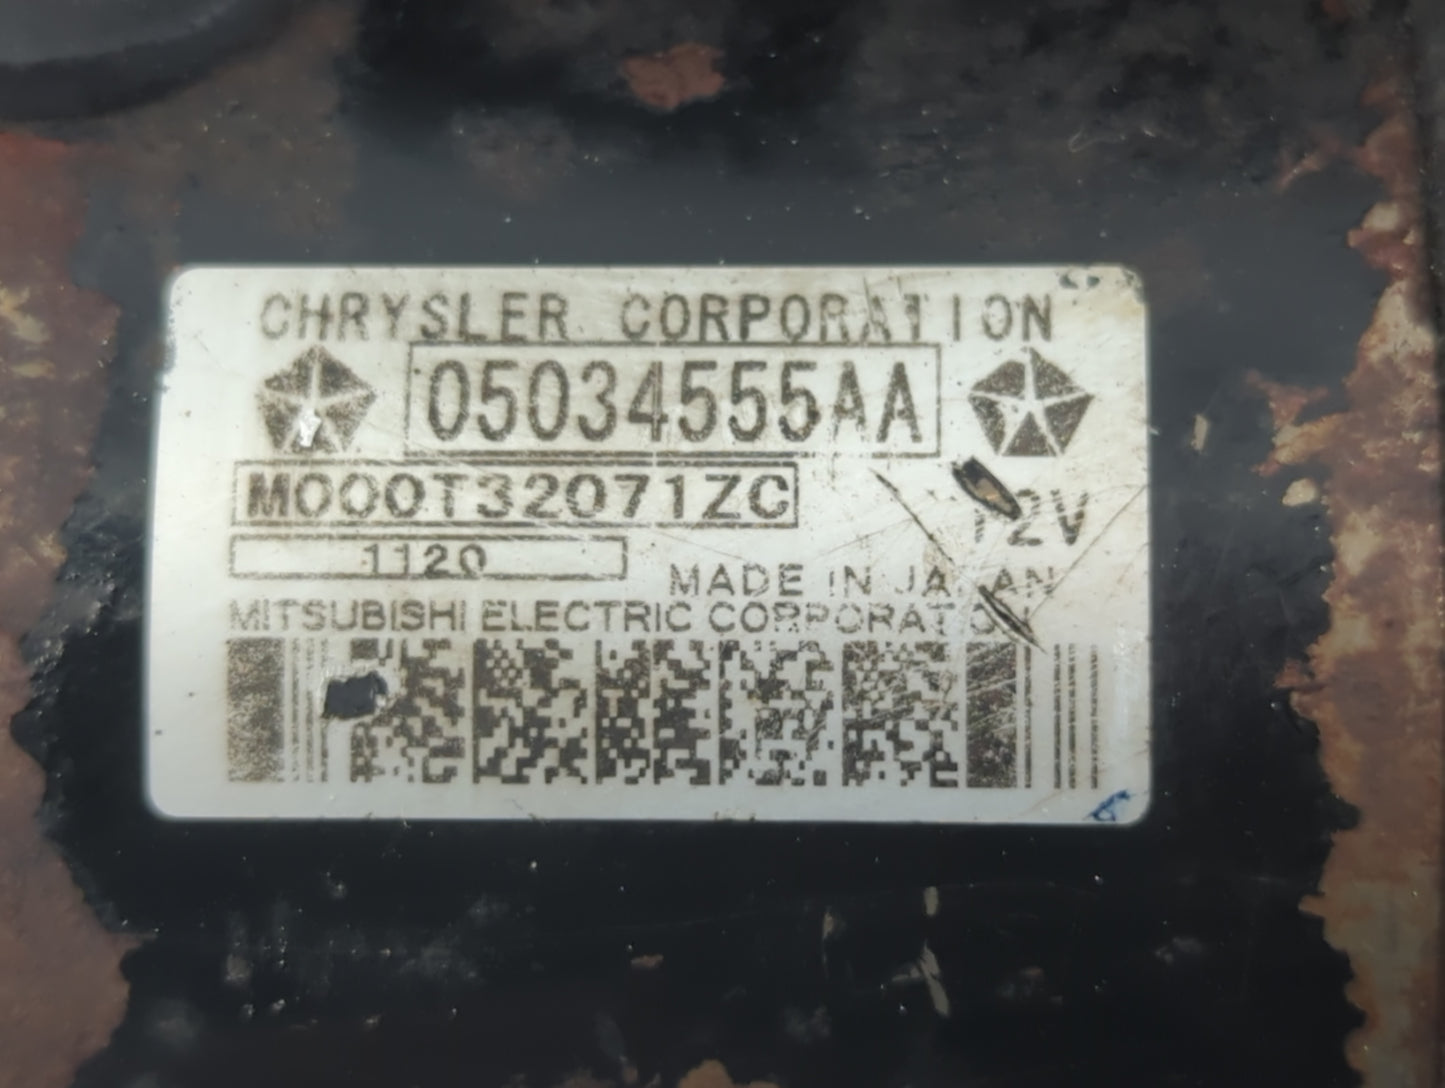 CHRYSLER CORPORATION
05034555AA
M000T32071ZC
12V
1120
MADE IN JAPAN
MITSUBISHI ELECTRIC CORPORATION